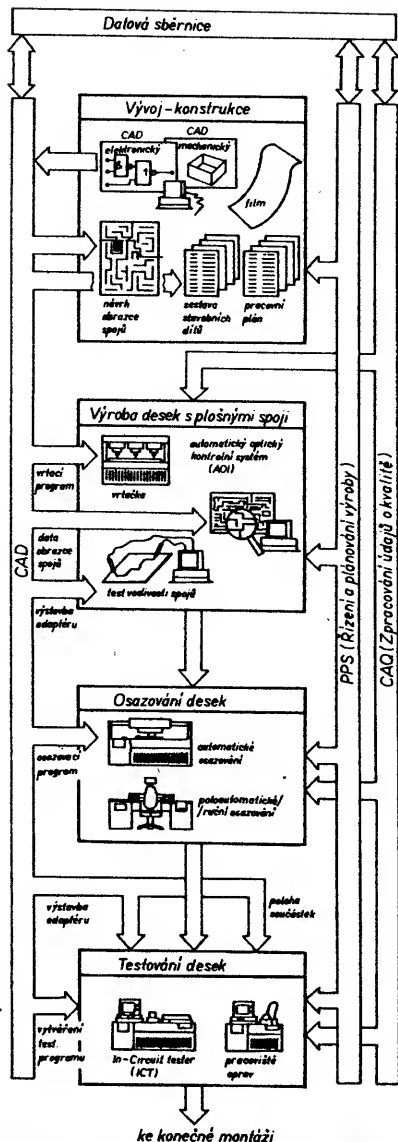 Datová sběrnice
Vývoj-konstrukce
CAD
elektronický
CAD
mechanický
&
1
film
návrh
obrazce
spojů
sestava
stavebních
dílů
pracovní
plán
Výroba desek s plošnými spoji
vrtací
program
vrtačka
automatický optický
kontrolní systém
(AOI)
data
obrazce
spojů
test vodivosti spojů
výstavba
adaptéru
CAD
PPS (Řízení a plánování výroby)
CAQ (Zpracování údajů o kvalitě)
Osazování desek
osazovací
program
automatické
osazování
poloautomatické/
/ruční osazování
výstavba
adaptéru
poloha
součástek
Testování desek
vytváření
test.
programu
In-Circuit tester
(ICT)
pracoviště
oprav
ke konečné montáži